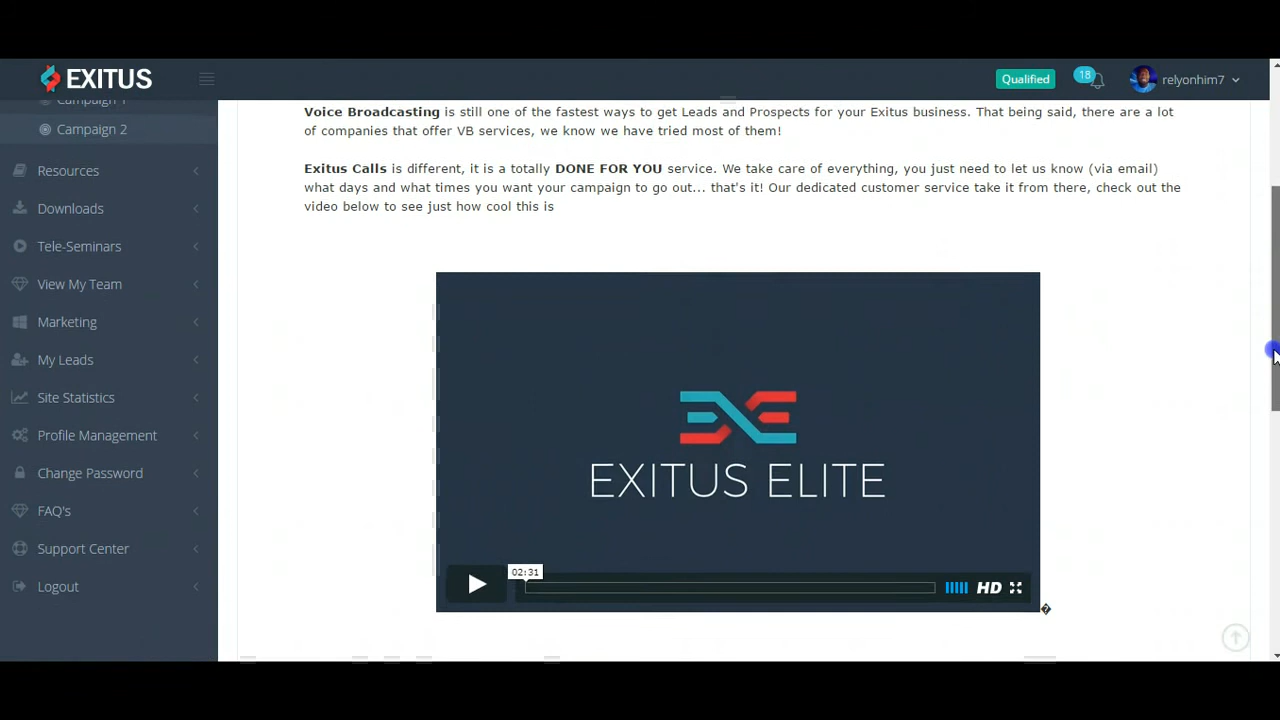 EXITUS
Qualified
18
relyonhim7
Campaign 1
Campaign 2
Resources
Downloads
Tele-Seminars
View My Team
Marketing
My Leads
Site Statistics
Profile Management
Change Password
FAQ's
Support Center
Logout
Voice Broadcasting is still one of the fastest ways to get Leads and Prospects for your Exitus business. That being said, there are a lot
of companies that offer VB services, we know we have tried most of them!
Exitus Calls is different, it is a totally DONE FOR YOU service. We take care of everything, you just need to let us know (via email)
what days and what times you want your campaign to go out... that's it! Our dedicated customer service take it from there, check out the
video below to see just how cool this is
EXITUS ELITE
02:31
HD
�